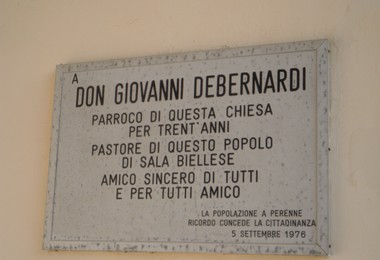 A
DON GIOVANNI DEBERNARDI
PARROCO DI QUESTA CHIESA
PER TRENT'ANNI
PASTORE DI QUESTO POPOLO
DI SALA BIELLESE
AMICO SINCERO DI TUTTI
E PER TUTTI AMICO
LA POPOLAZIONE A PERENNE
RICORDO CONCEDE LA CITTADINANZA
5 SETTEMBRE 1976